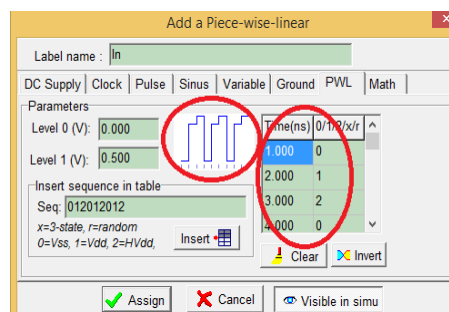 Add a Piece-wise-linear
Label name : In
DC Supply Clock Pulse Sinus Variable Ground PWL Math
Parameters
Level 0 (V): 0.000
Level 1 (V): 0.500
Time(ns) 0/1/2/x/r
1.000 0
2.000 1
3.000 2
4.000 0
Insert sequence in table
Seq: 012012012
x=3-state, r=random
0=Vss, 1=Vdd, 2=HVdd,
Insert
Clear Invert
Assign Cancel Visible in simu